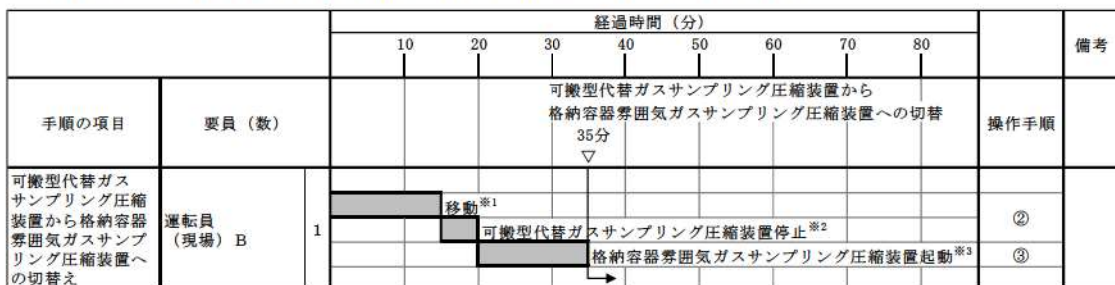 経過時間（分）
備考
10 20 30 40 50 60 70 80
手順の項目
要員（数）
可搬型代替ガスサンプリング圧縮装置から
格納容器雰囲気ガスサンプリング圧縮装置への切替
35分
▽
操作手順
可搬型代替ガス
サンプリング圧縮
装置から格納容器
雰囲気ガスサンプ
リング圧縮装置へ
の切替え
運転員
（現場）B
1
移動※1
可搬型代替ガスサンプリング圧縮装置停止※2
格納容器雰囲気ガスサンプリング圧縮装置起動※3
②
③